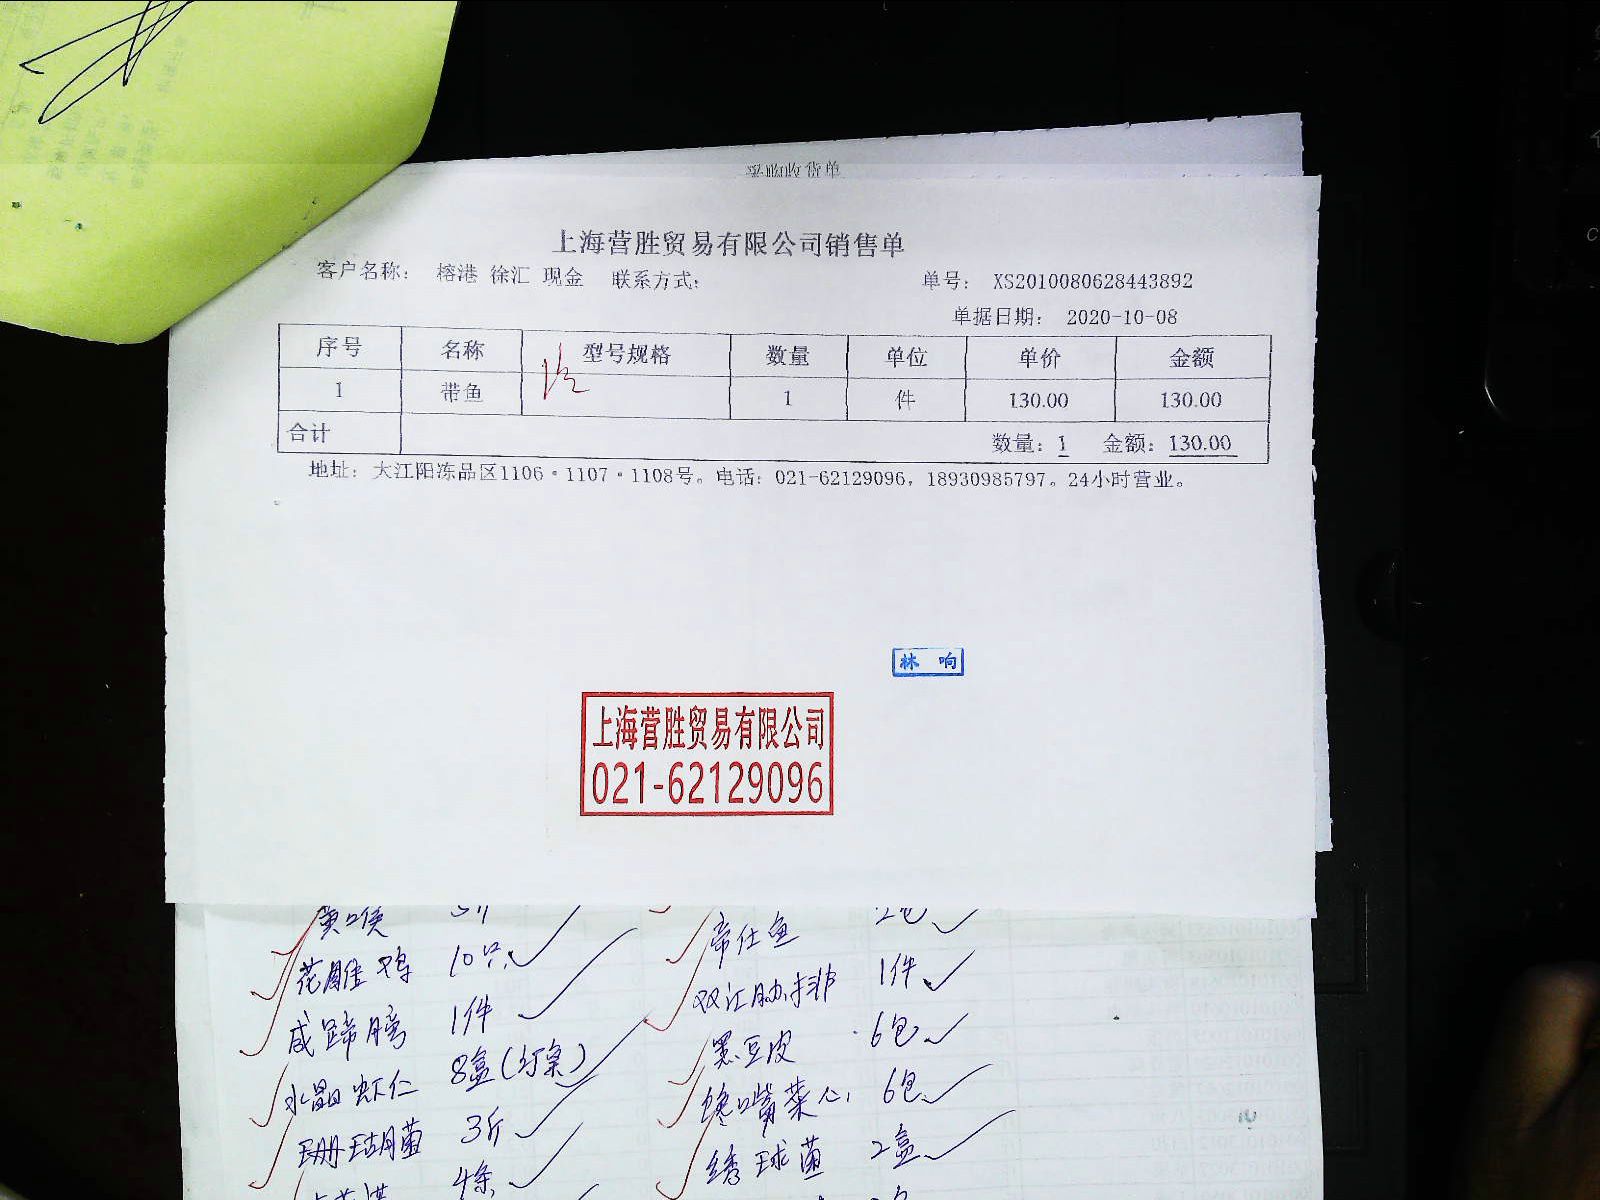 采购收货单
上海营胜贸易有限公司销售单
客户名称： 榕港 徐汇 现金 联系方式： 单号： XS2010080628443892
单据日期： 2020-10-08
序号 名称 型号规格 数量 单位 单价 金额
1 带鱼 1 件 130.00 130.00
合计 数量：1 金额：130.00
地址：大江阳冻品区1106·1107·1108号。电话：021-62129096，18930985797。24小时营业。
林 响
上海营胜贸易有限公司
021-62129096
黄喉
花雕鸡 10只 帝仕鱼
咸蹄膀 1件 双汇肋排 1件
水晶虾仁 8盒 黑豆皮 6包
珊瑚菌 3斤 馋嘴菜心 6包
4条 绣球菌 2盒